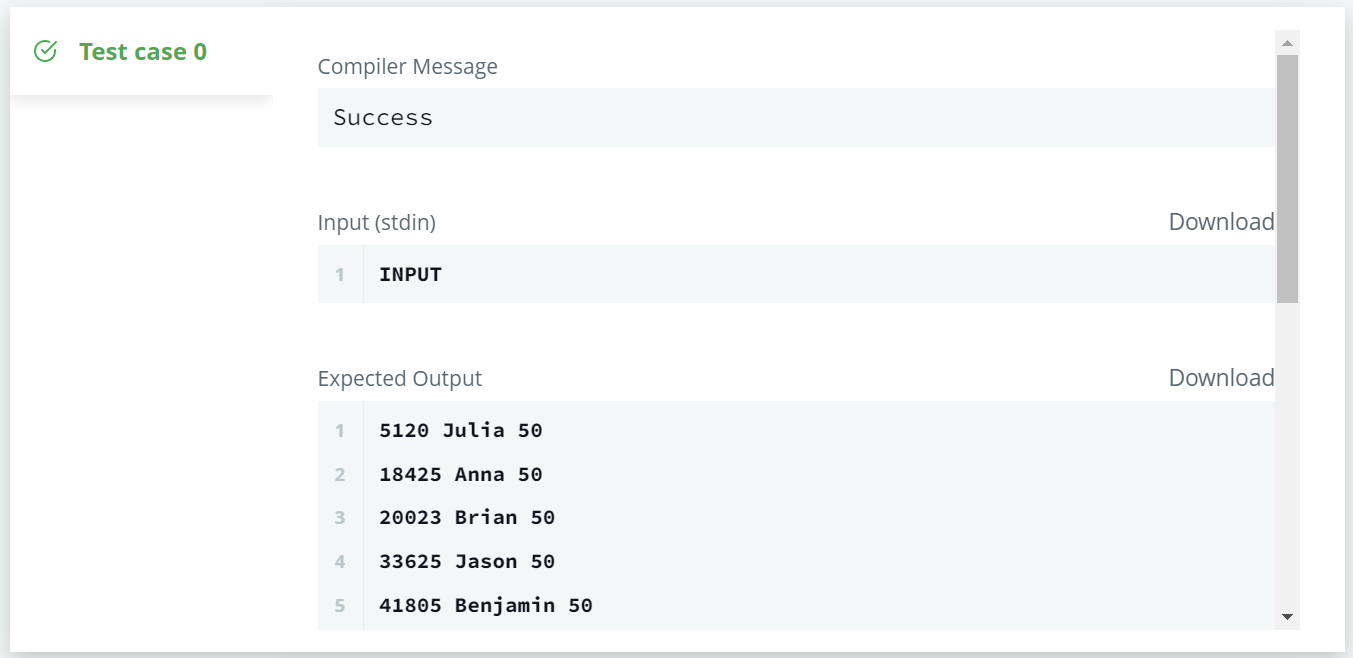 Test case 0
Compiler Message
Success
Input (stdin)
Download
1 INPUT
Expected Output
Download
1 5120 Julia 50
2 18425 Anna 50
3 20023 Brian 50
4 33625 Jason 50
5 41805 Benjamin 50